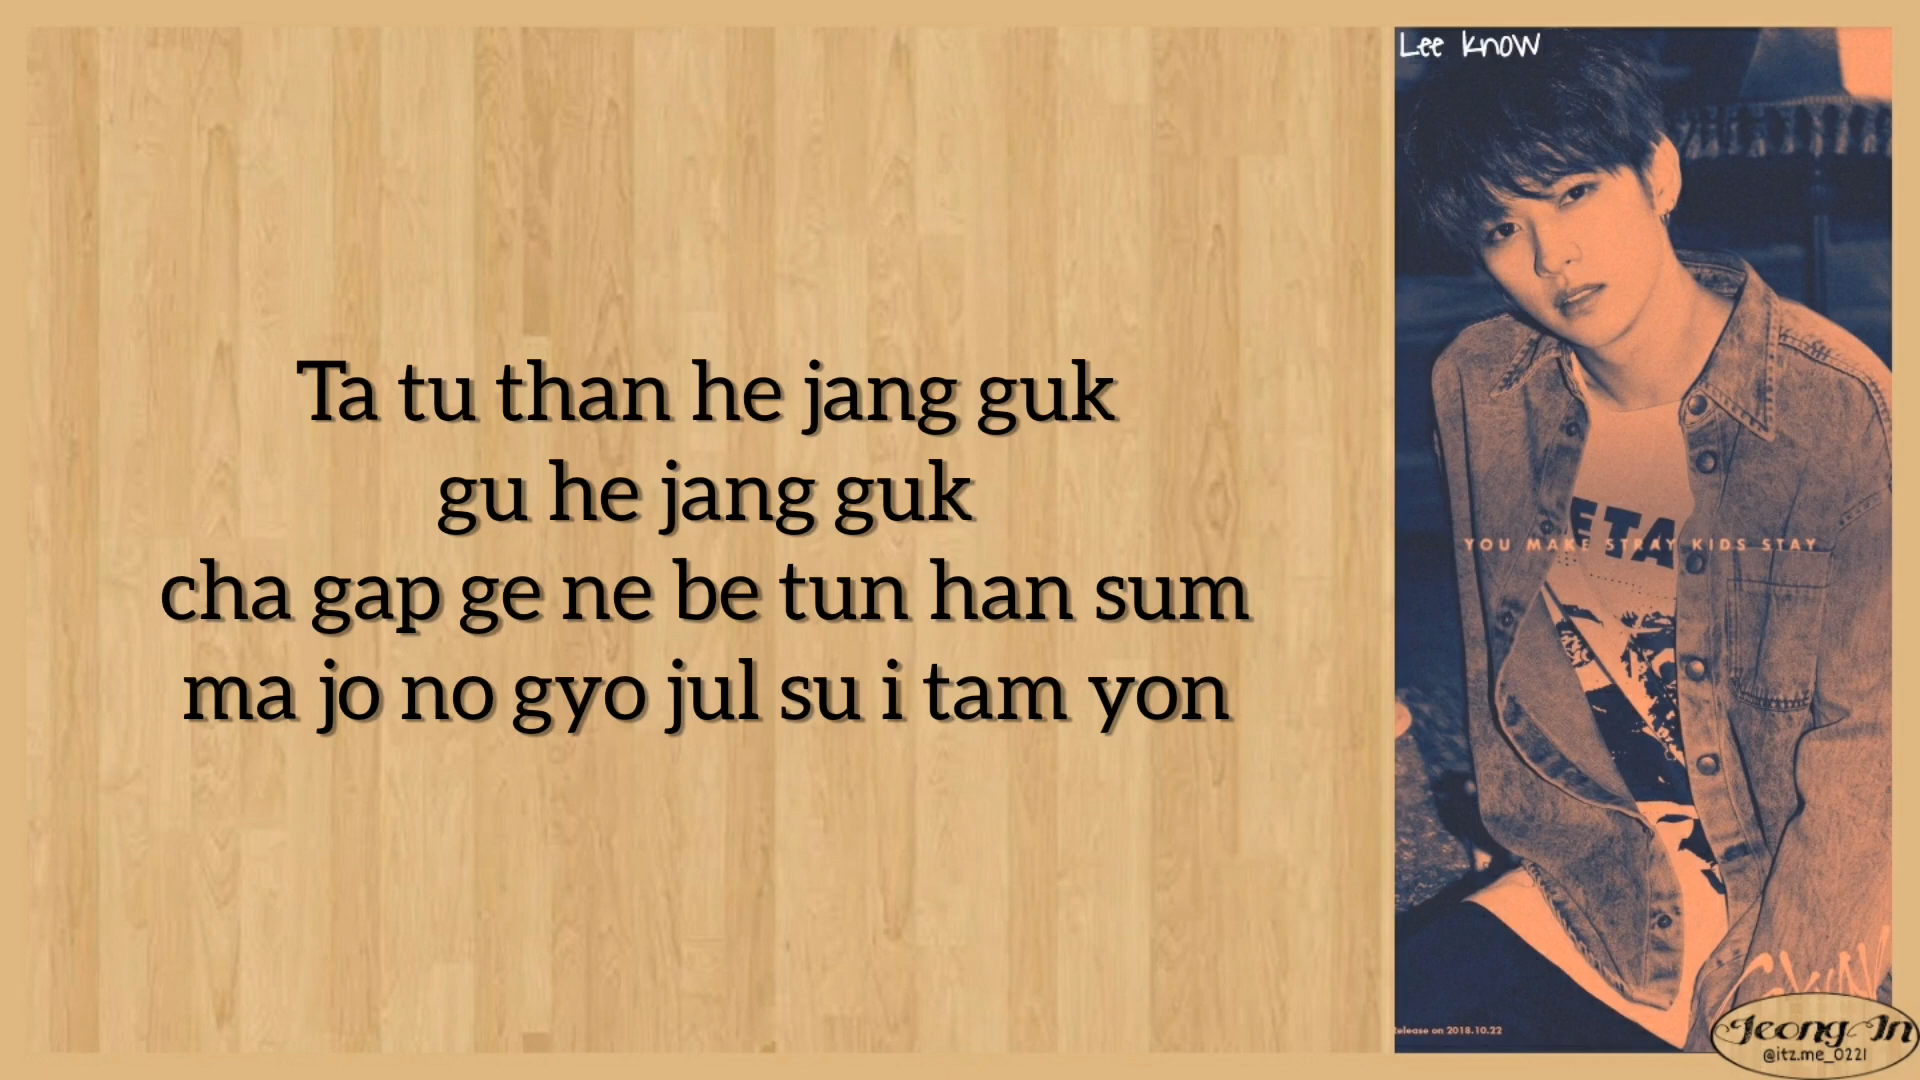 Ta tu than he jang guk
gu he jang guk
cha gap ge ne be tun han sum
ma jo no gyo jul su i tam yon
Lee know
ETA
YOU MAKE STRAY KIDS STAY
elease on 2018.10.22
Jeong In
@itz.me_0221